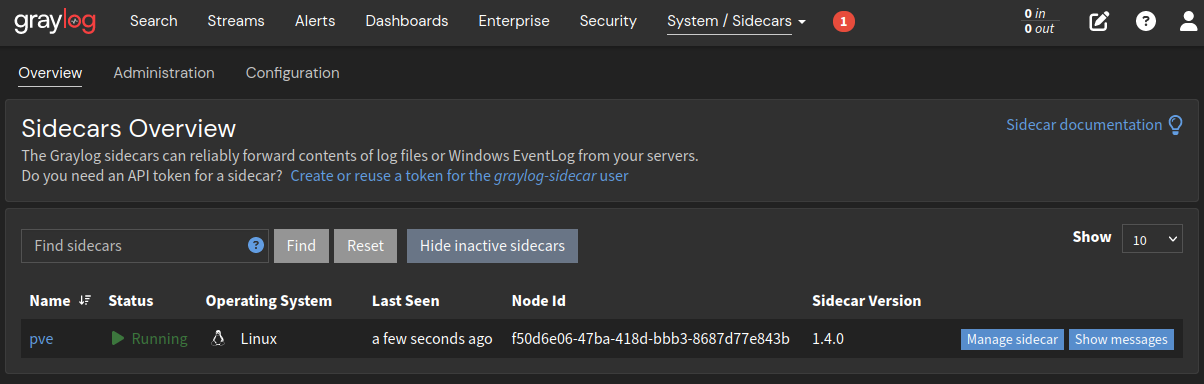 graylog Search Streams Alerts Dashboards Enterprise Security System / Sidecars 1 0 in
0 out
Overview Administration Configuration
Sidecars Overview Sidecar documentation
The Graylog sidecars can reliably forward contents of log files or Windows EventLog from your servers.
Do you need an API token for a sidecar? Create or reuse a token for the graylog-sidecar user
Find sidecars ? Find Reset Hide inactive sidecars Show 10
Name Status Operating System Last Seen Node Id Sidecar Version
pve Running Linux a few seconds ago f50d6e06-47ba-418d-bbb3-8687d77e843b 1.4.0 Manage sidecar Show messages